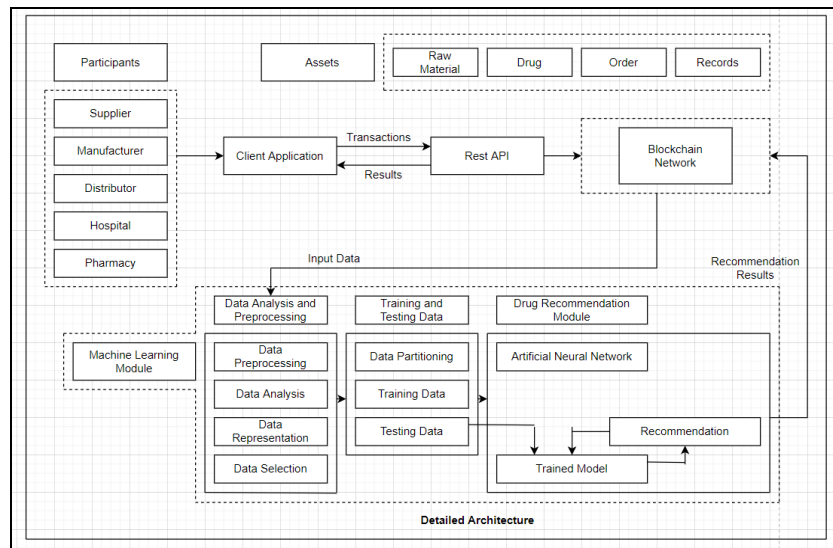 Participants
Assets
Raw
Material
Drug
Order
Records
Supplier
Manufacturer
Distributor
Hospital
Pharmacy
Client Application
Transactions
Results
Rest API
Blockchain
Network
Input Data
Recommendation
Results
Data Analysis and
Preprocessing
Training and
Testing Data
Drug Recommendation
Module
Machine Learning
Module
Data
Preprocessing
Data Analysis
Data
Representation
Data Selection
Data Partitioning
Training Data
Testing Data
Artificial Neural Network
Recommendation
Trained Model
Detailed Architecture